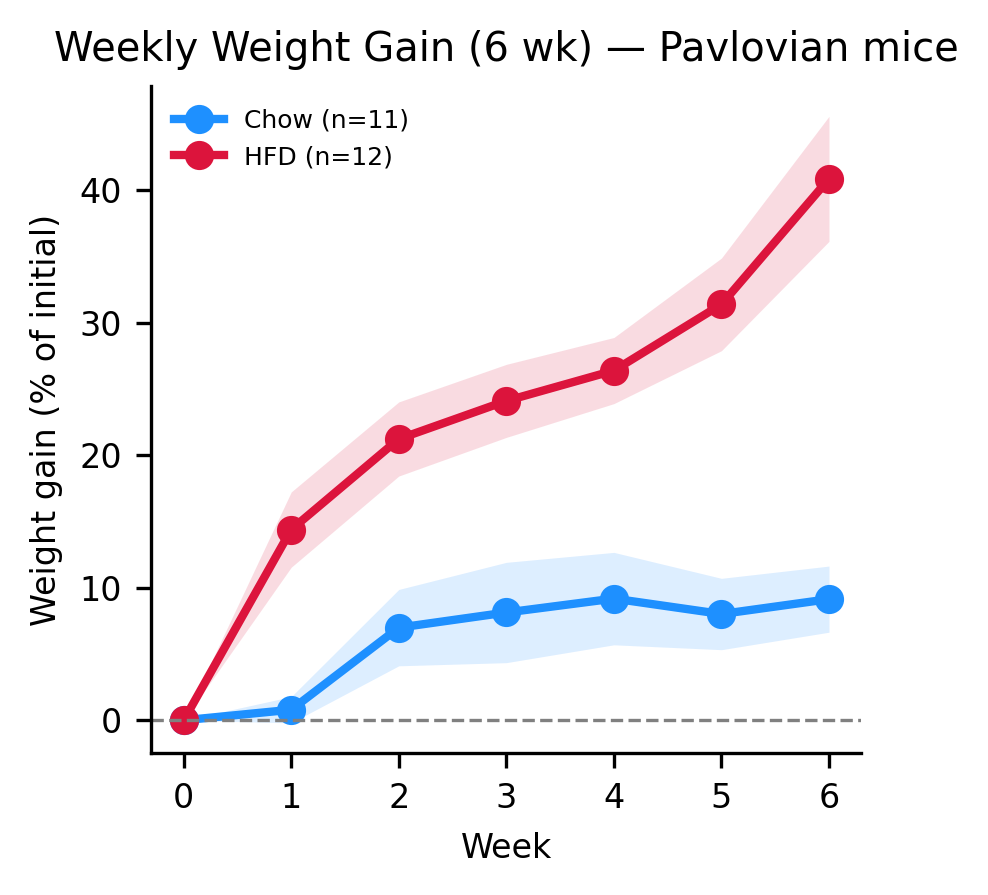 Weekly Weight Gain (6 wk) — Pavlovian mice
Chow (n=11)
HFD (n=12)
Weight gain (% of initial)
40
30
20
10
0
0 1 2 3 4 5 6
Week